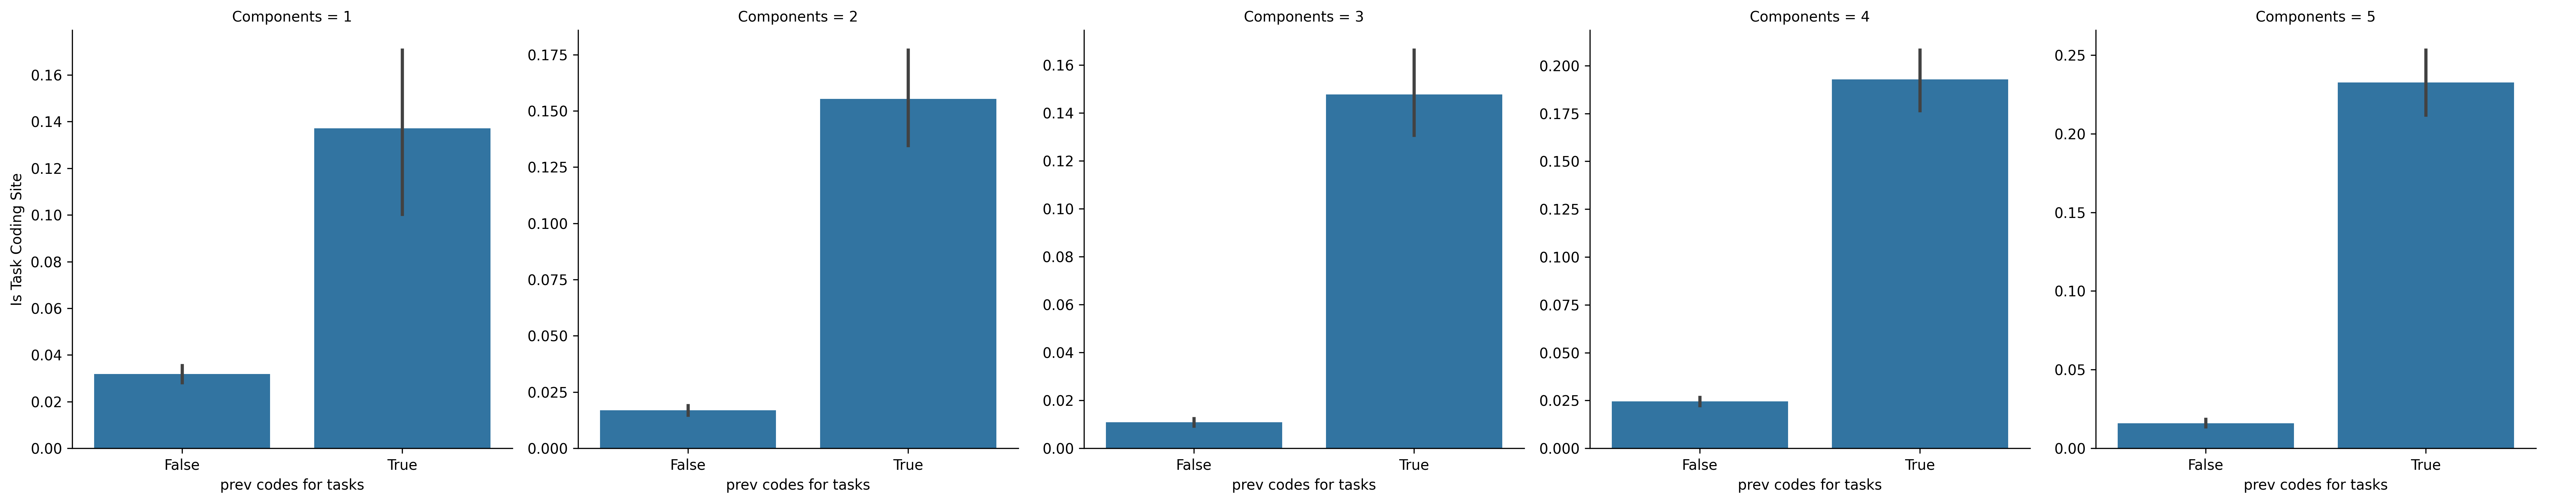 Components = 1
Is Task Coding Site
0.16
0.14
0.12
0.10
0.08
0.06
0.04
0.02
0.00
False True
prev codes for tasks
Components = 2
0.175
0.150
0.125
0.100
0.075
0.050
0.025
0.000
False True
prev codes for tasks
Components = 3
0.16
0.14
0.12
0.10
0.08
0.06
0.04
0.02
0.00
False True
prev codes for tasks
Components = 4
0.200
0.175
0.150
0.125
0.100
0.075
0.050
0.025
0.000
False True
prev codes for tasks
Components = 5
0.25
0.20
0.15
0.10
0.05
0.00
False True
prev codes for tasks